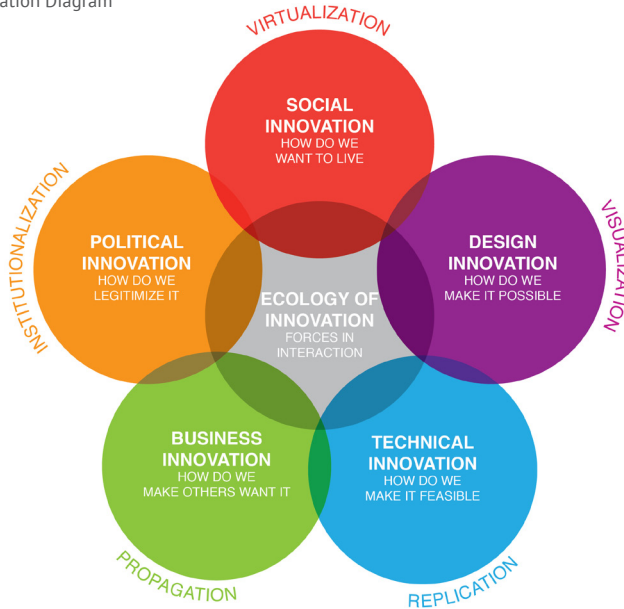 ation Diagram
VIRTUALIZATION
SOCIAL
INNOVATION
HOW DO WE
WANT TO LIVE
INSTITUTIONALIZATION
POLITICAL
INNOVATION
HOW DO WE
LEGITIMIZE IT
DESIGN
INNOVATION
HOW DO WE
MAKE IT POSSIBLE
VISUALIZATION
ECOLOGY OF
INNOVATION
FORCES IN
INTERACTION
BUSINESS
INNOVATION
HOW DO WE
MAKE OTHERS WANT IT
TECHNICAL
INNOVATION
HOW DO WE
MAKE IT FEASIBLE
PROPAGATION
REPLICATION